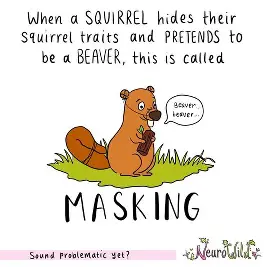 When a SQUIRREL hides their
squirrel traits and PRETENDS to
be a BEAVER, this is called
Beaver..
beaver...
MASKING
Sound problematic yet?
NeuroWild